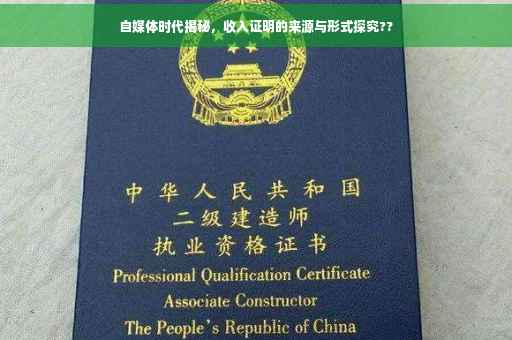 自媒体时代揭秘，收入证明的来源与形式探究??
中华人民共和国
二级建造师
执业资格证书
Professional Qualification Certificate
Associate Constructor
The People's Republic of China